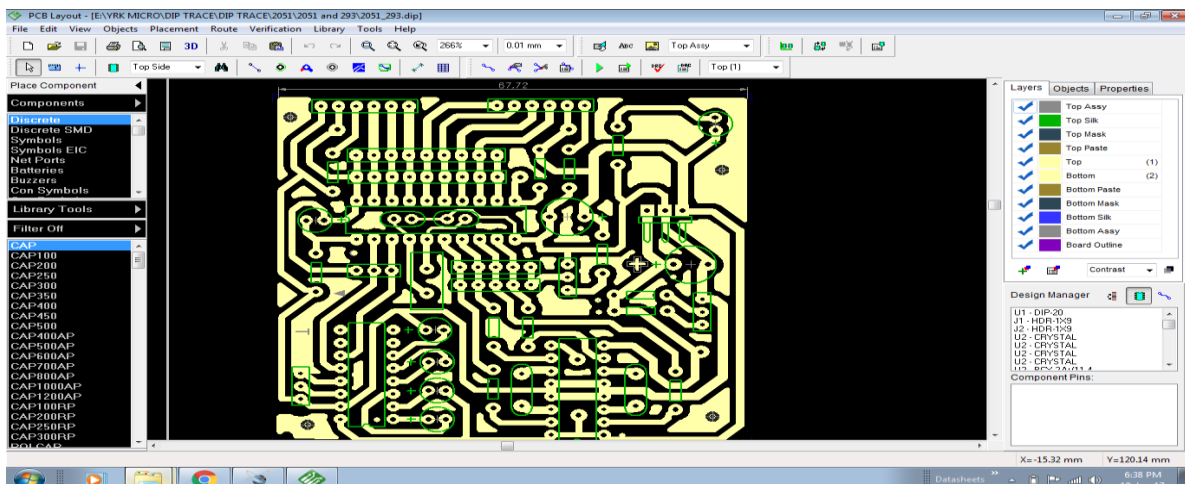 PCB Layout - [E:\YRK MICRO\DIP TRACE\DIP TRACE\2051\2051 and 293\2051_293.dip]
File Edit View Objects Placement Route Verification Library Tools Help
3D 266% 0.01 mm ABC Top Assy
Top Side Top (1)
Place Component
Components
Discrete
Discrete SMD
Symbols
Symbols EIC
Net Ports
Batteries
Buzzers
Con Symbols
Library Tools
Filter Off
CAP
CAP100
CAP200
CAP250
CAP300
CAP350
CAP400
CAP450
CAP500
CAP400AP
CAP500AP
CAP600AP
CAP700AP
CAP800AP
CAP1000AP
CAP1200AP
CAP100RP
CAP200RP
CAP250RP
CAP300RP
POLCAP
67,72
Layers Objects Properties
Top Assy
Top Silk
Top Mask
Top Paste
Top (1)
Bottom (2)
Bottom Paste
Bottom Mask
Bottom Silk
Bottom Assy
Board Outline
Contrast
Design Manager
U1 - DIP-20
J1 - HDR-1X9
J2 - HDR-1X9
U2 - CRYSTAL
U2 - CRYSTAL
U2 - CRYSTAL
U2 - CRYSTAL
Component Pins:
X=-15.32 mm Y=120.14 mm
Datasheets
6:38 PM